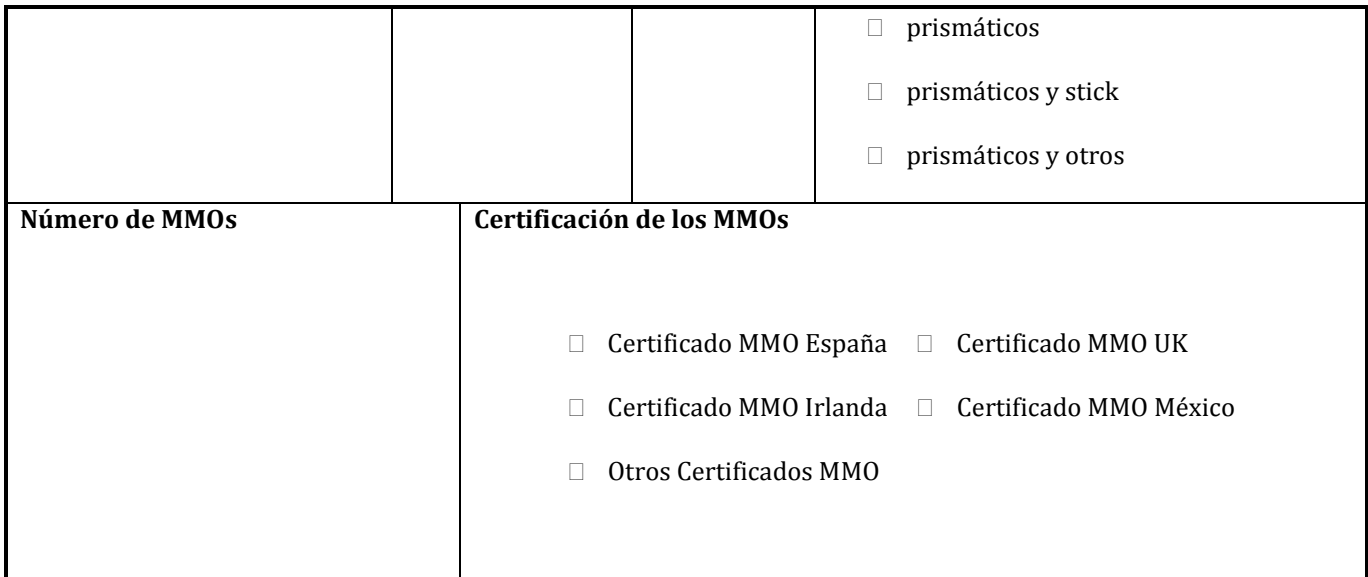 ☐ prismáticos
☐ prismáticos y stick
☐ prismáticos y otros
Número de MMOs
Certificación de los MMOs
☐ Certificado MMO España ☐ Certificado MMO UK
☐ Certificado MMO Irlanda ☐ Certificado MMO México
☐ Otros Certificados MMO